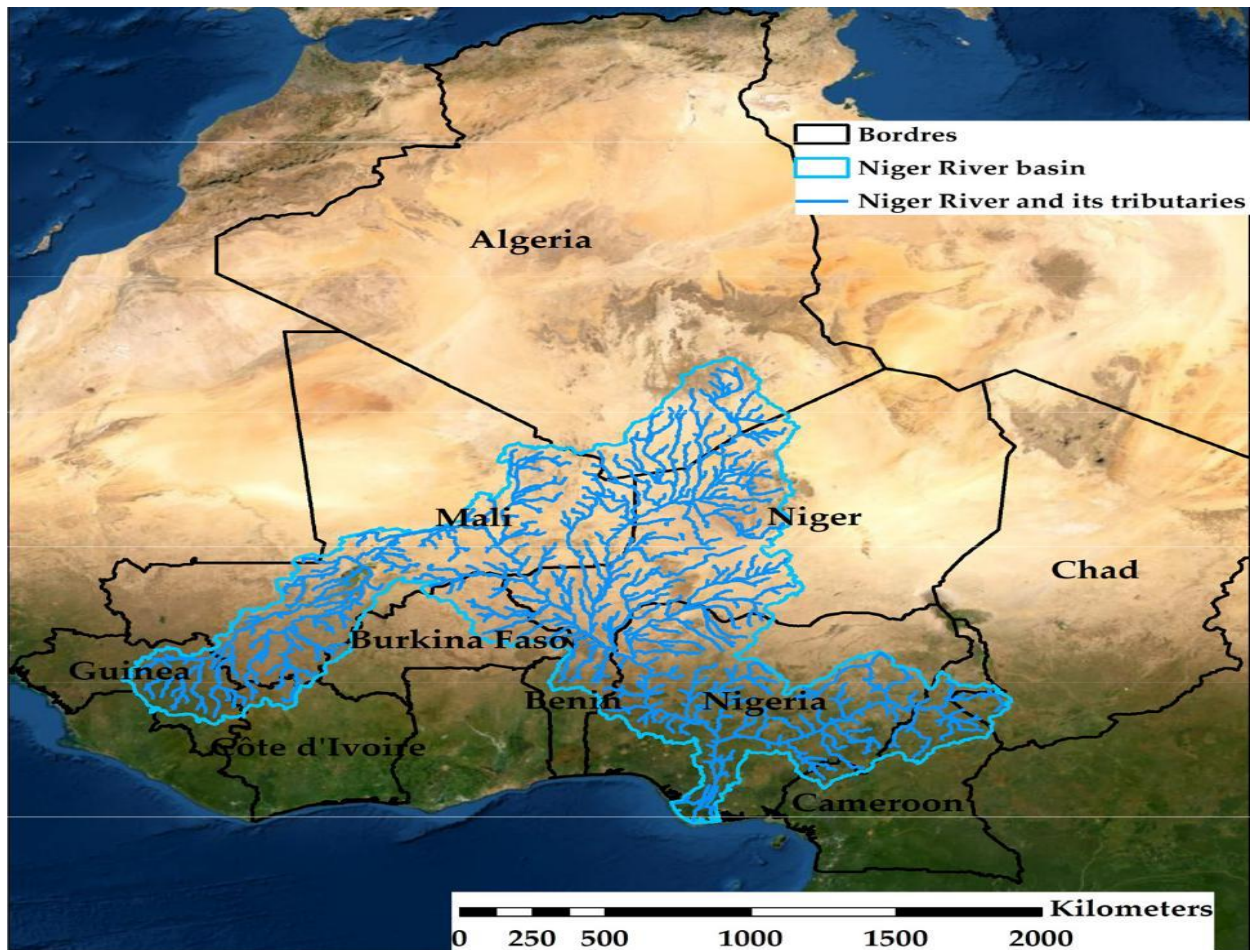 Bordres
Niger River basin
Niger River and its tributaries
Algeria
Mali
Niger
Chad
Burkina Faso
Guinea
Benin
Nigeria
Côte d'Ivoire
Cameroon
Kilometers
0 250 500 1000 1500 2000